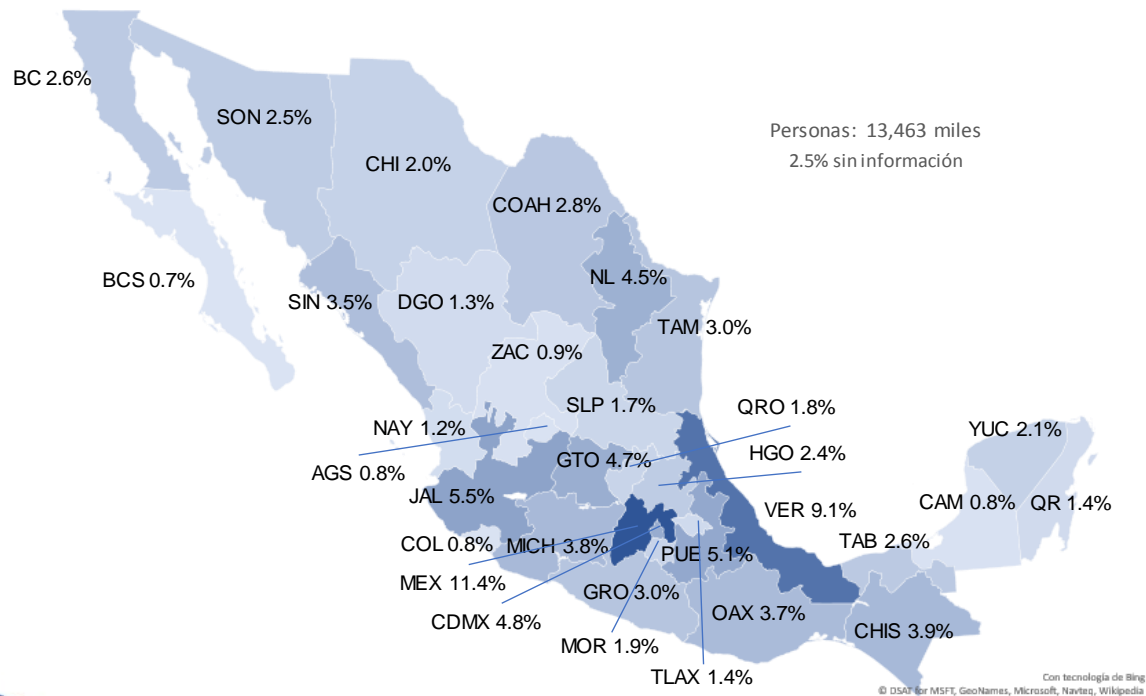 BC 2.6%
SON 2.5%
Personas: 13,463 miles
2.5% sin información
CHI 2.0%
COAH 2.8%
BCS 0.7%
SIN 3.5%
DGO 1.3%
NL 4.5%
TAM 3.0%
ZAC 0.9%
SLP 1.7%
QRO 1.8%
NAY 1.2%
YUC 2.1%
AGS 0.8%
GTO 4.7%
HGO 2.4%
JAL 5.5%
VER 9.1%
CAM 0.8%
QR 1.4%
COL 0.8%
MICH 3.8%
PUE 5.1%
TAB 2.6%
MEX 11.4%
GRO 3.0%
OAX 3.7%
CDMX 4.8%
CHIS 3.9%
MOR 1.9%
TLAX 1.4%
Con tecnología de Bing
© DSAT for MSFT, GeoNames, Microsoft, Navteq, Wikipedia